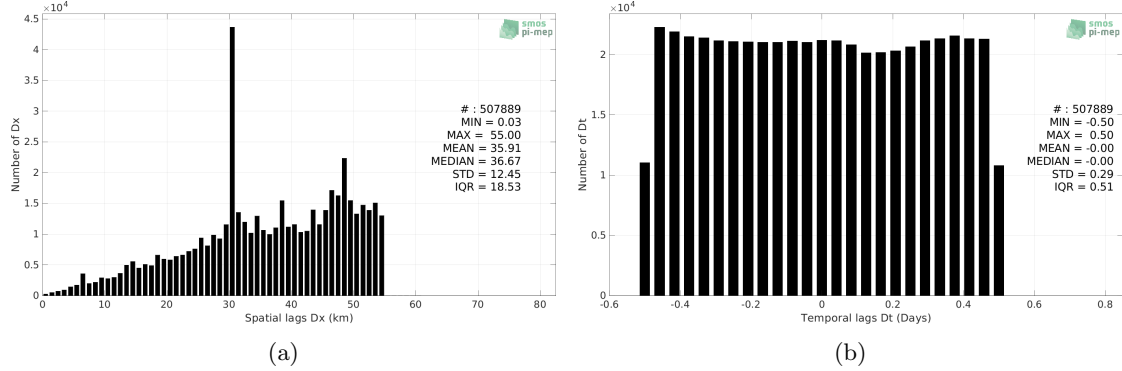 ×10⁴
4.5
4
3.5
3
2.5
2
1.5
1
0.5
0
Number of Dx
smos
pi-mep
# : 507889
MIN = 0.03
MAX = 55.00
MEAN = 35.91
MEDIAN = 36.67
STD = 12.45
IQR = 18.53
0 10 20 30 40 50 60 70 80
Spatial lags Dx (km)
(a)
×10⁴
2
1.5
1
0.5
0
Number of Dt
smos
pi-mep
# : 507889
MIN = -0.50
MAX = 0.50
MEAN = -0.00
MEDIAN = -0.00
STD = 0.29
IQR = 0.51
-0.6 -0.4 -0.2 0 0.2 0.4 0.6 0.8
Temporal lags Dt (Days)
(b)